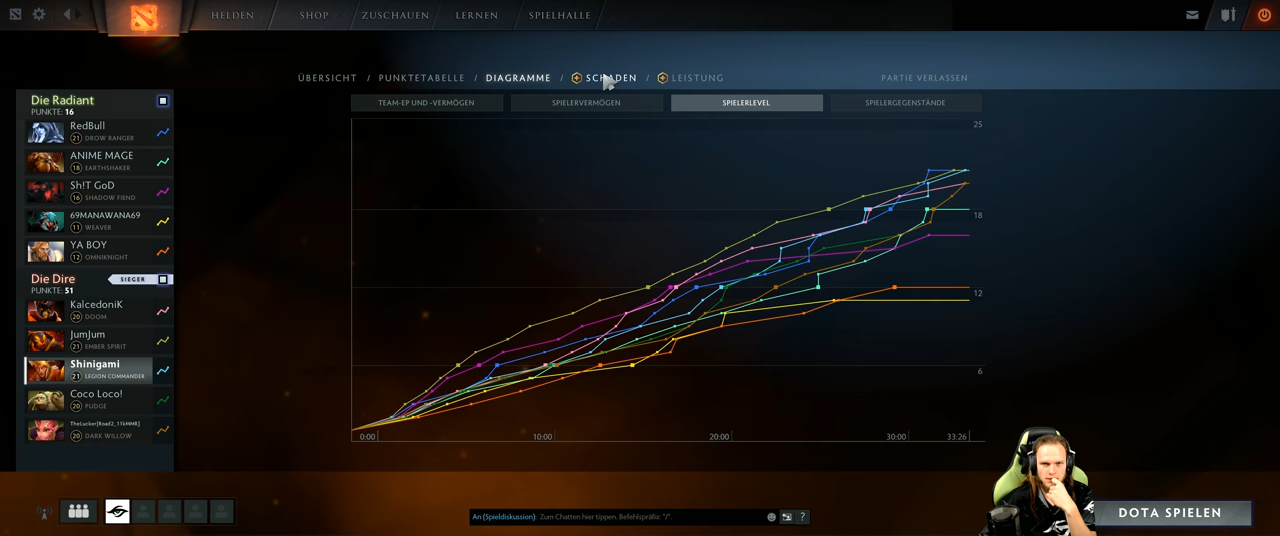 HELDEN
SHOP
ZUSCHAUEN
LERNEN
SPIELHALLE
ÜBERSICHT / PUNKTETABELLE / DIAGRAMME / SCHADEN / LEISTUNG
PARTIE VERLASSEN
TEAM-EP UND -VERMÖGEN
SPIELERVERMÖGEN
SPIELERLEVEL
SPIELERGEGENSTÄNDE
Die Radiant
PUNKTE: 16
RedBull
21 DROW RANGER
ANIME MAGE
18 EARTHSHAKER
Sh!T GoD
16 SHADOW FIEND
69MANAWANA69
11 WEAVER
YA BOY
12 OMNIKNIGHT
Die Dire
SIEGER
PUNKTE: 51
KalcedoniK
20 DOOM
JumJum
21 EMBER SPIRIT
Shinigami
21 LEGION COMMANDER
Coco Loco!
20 PUDGE
TheLucker[Road2_11kMMR]
20 DARK WILLOW
25
18
12
6
0:00
10:00
20:00
30:00
33:26
An (Spieldiskussion): Zum Chatten hier tippen. Befehlspräfix: "/".
?
DOTA SPIELEN